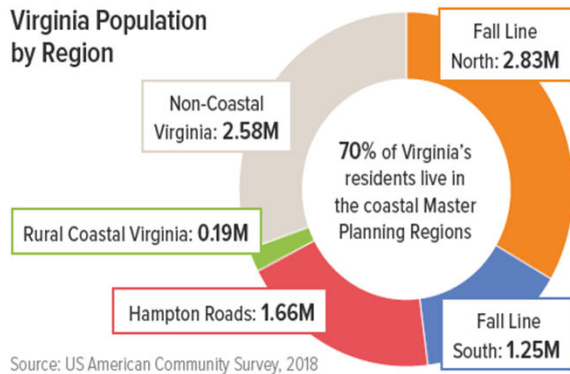 Virginia Population
by Region
Fall Line
North: 2.83M
Non-Coastal
Virginia: 2.58M
70% of Virginia's
residents live in
the coastal Master
Planning Regions
Rural Coastal Virginia: 0.19M
Hampton Roads: 1.66M
Fall Line
South: 1.25M
Source: US American Community Survey, 2018